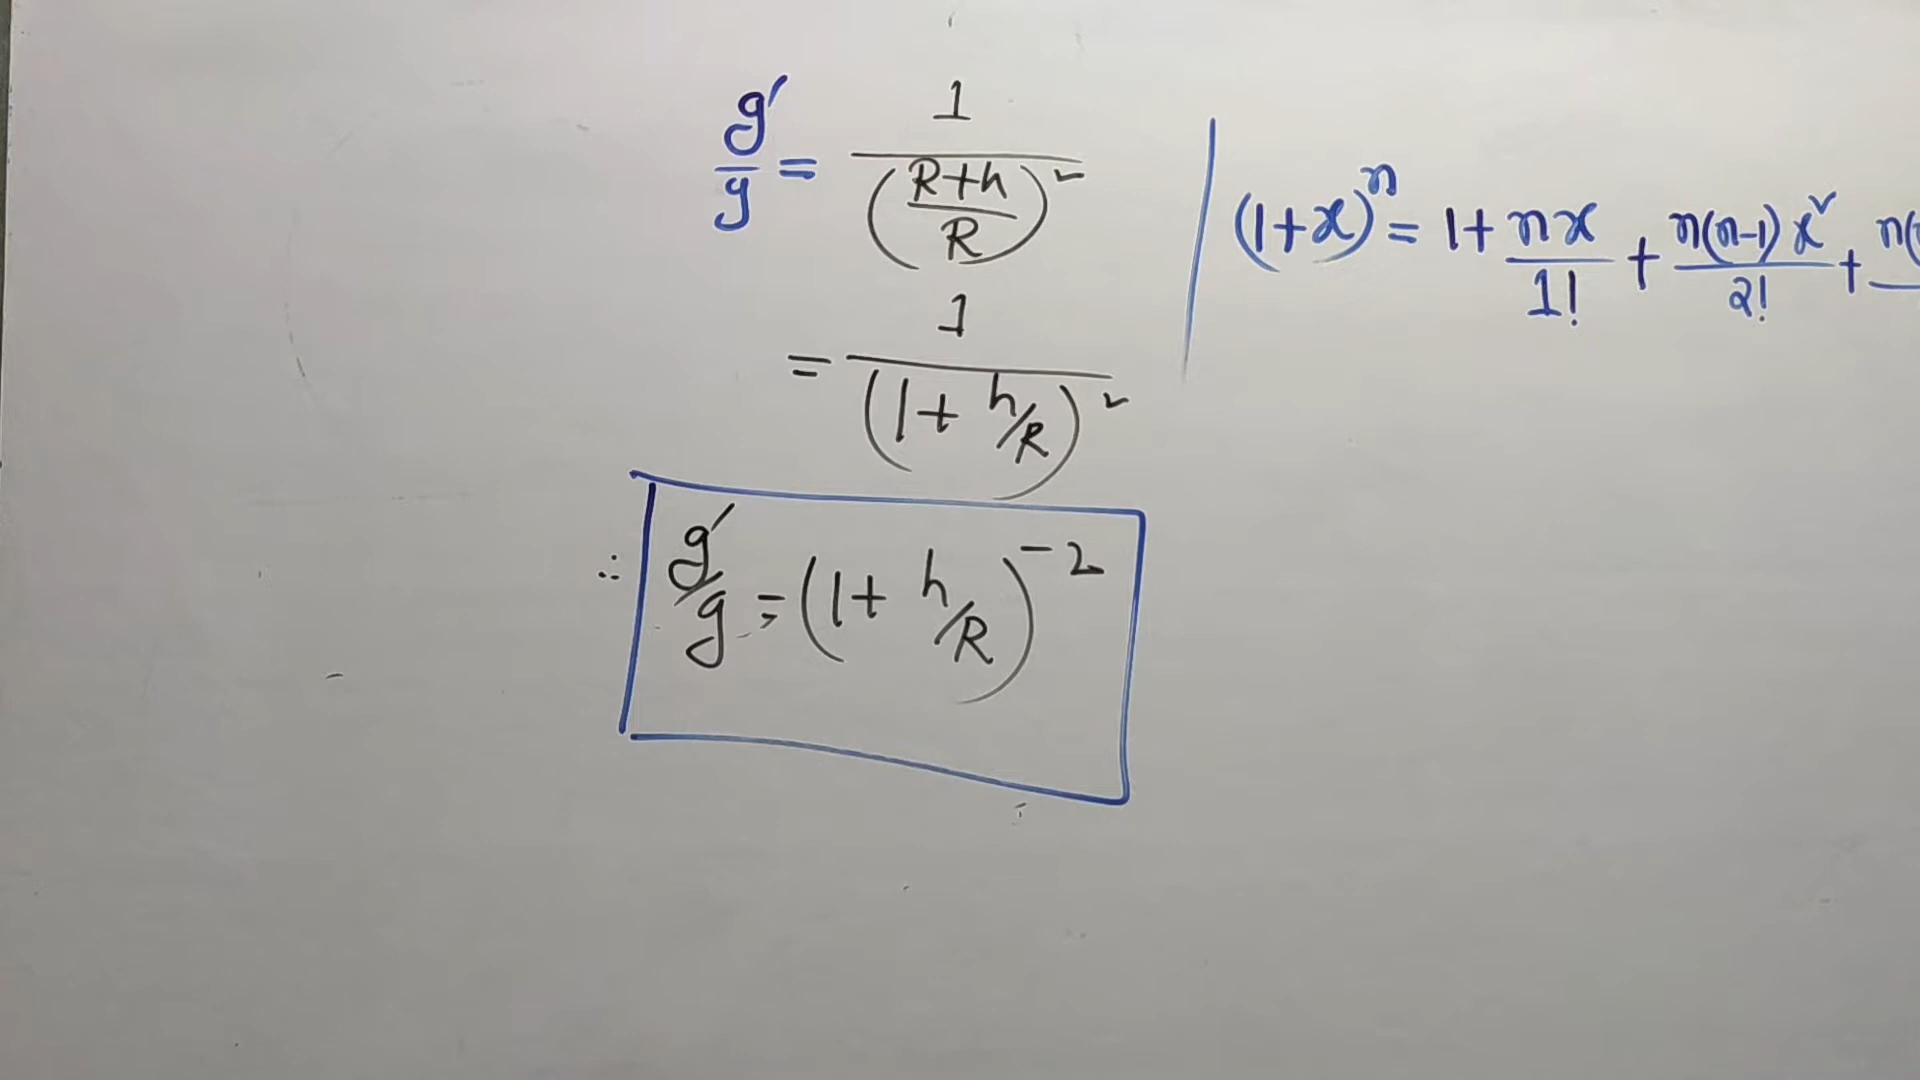 g′/g = 1/((R+h)/R)²
= 1/(1 + h/R)²
∴ g′/g = (1 + h/R)⁻²
(1+x)ⁿ = 1 + nx/1! + n(n-1)x²/2! + n(